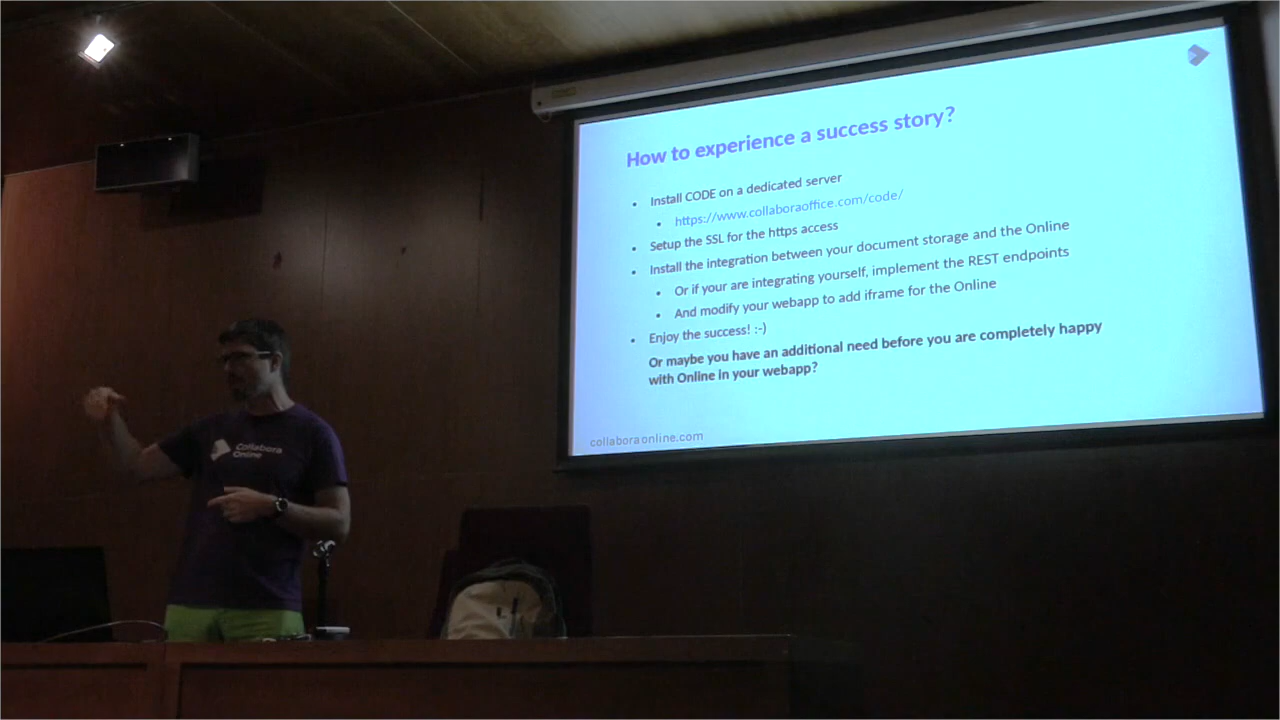 How to experience a success story?
Install CODE on a dedicated server
https://www.collaboraoffice.com/code/
Setup the SSL for the https access
Install the integration between your document storage and the Online
Or if your are integrating yourself, implement the REST endpoints
And modify your webapp to add iframe for the Online
Enjoy the success! :-)
Or maybe you have an additional need before you are completely happy
with Online in your webapp?
collaboraonline.com
Collabora
Online